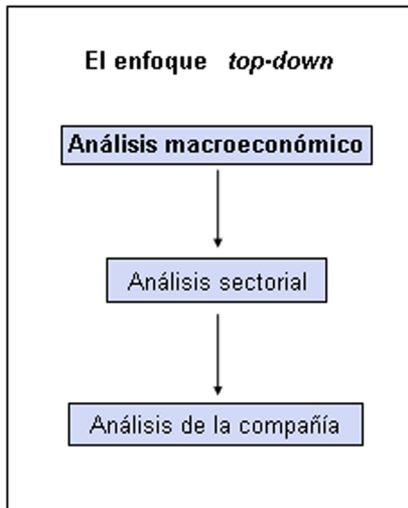 El enfoque top-down
Análisis macroeconómico
Análisis sectorial
Análisis de la compañía